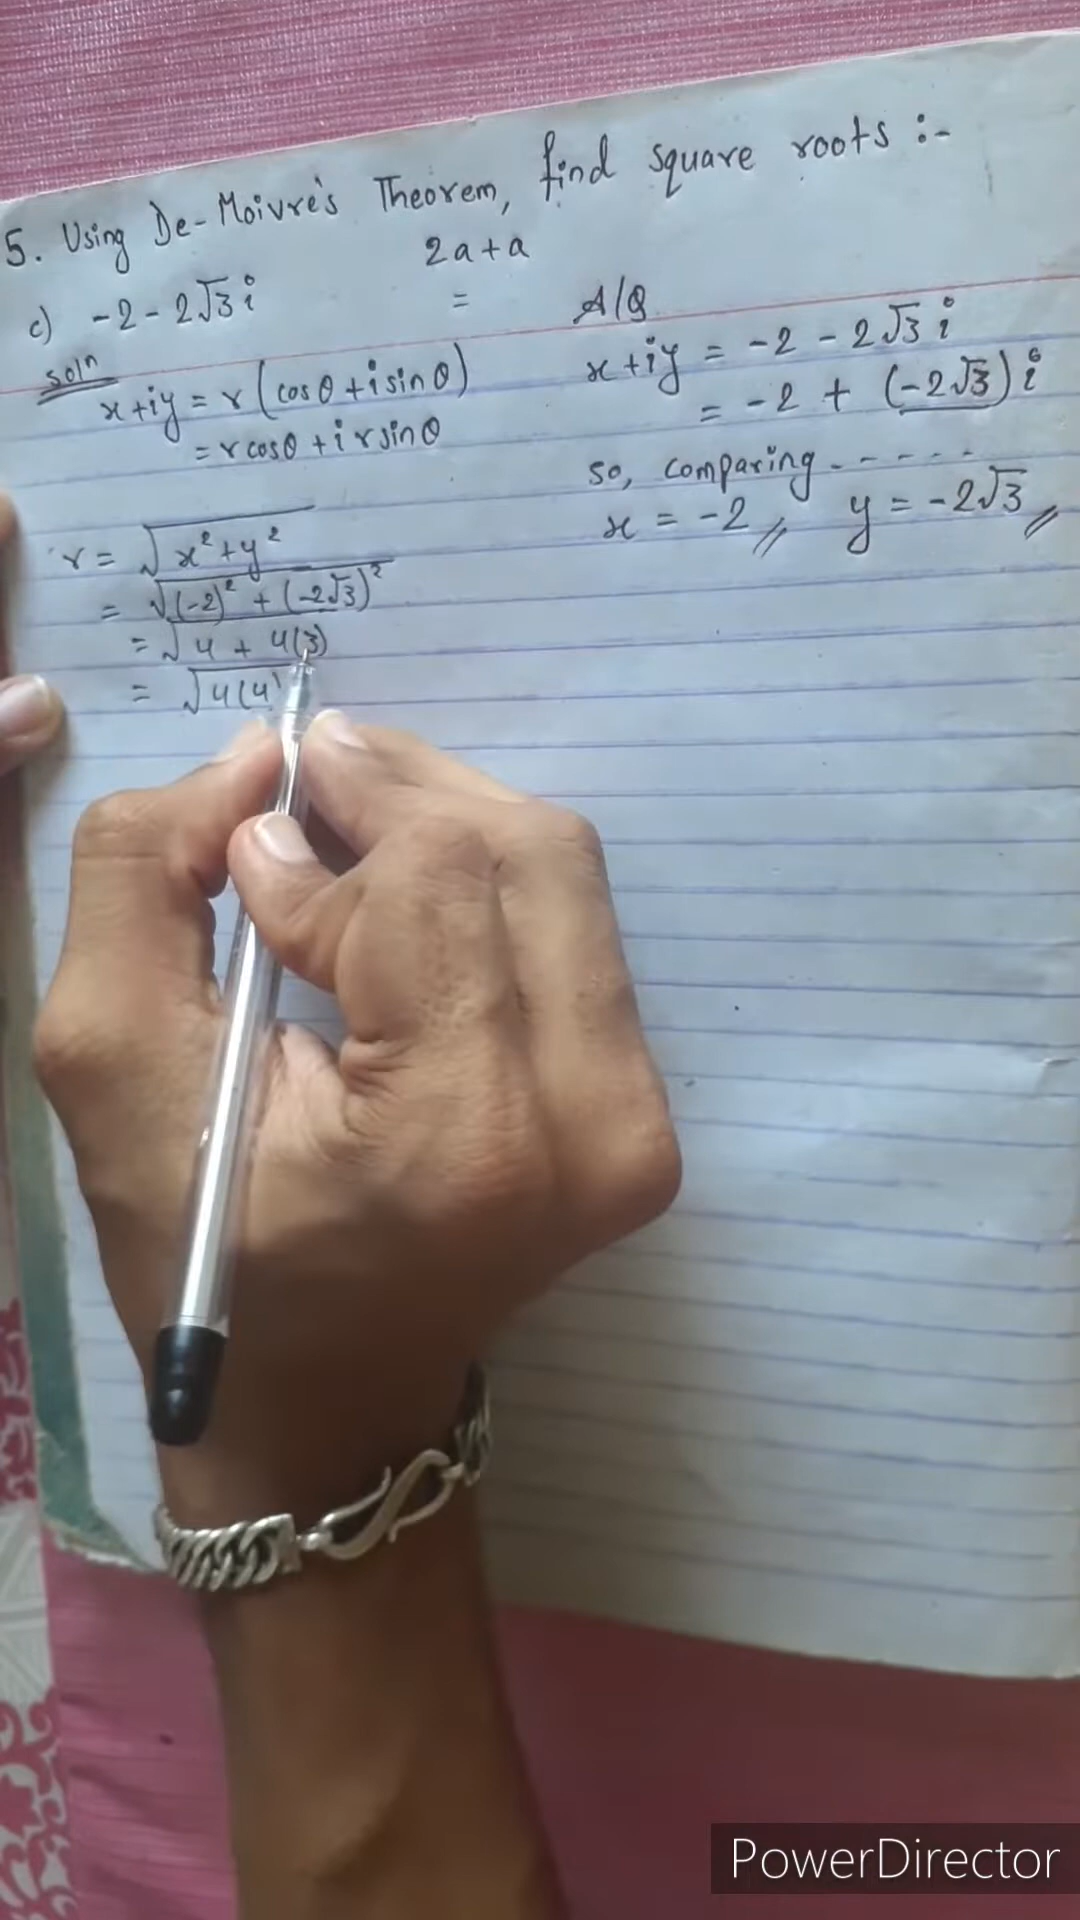 5. Using De-Moivre's Theorem, find square roots :-
c) -2 - 2√3 i
2a + a
=
soln
x+iy = r (cosθ + i sinθ)
= r cosθ + i r sinθ
r = √x² + y²
= √(-2)² + (-2√3)²
= √4 + 4(3)
= √4(4)
A/Q
x+iy = -2 - 2√3 i
= -2 + (-2√3) i
so, comparing - - - - -
x = -2 // y = -2√3 //
PowerDirector